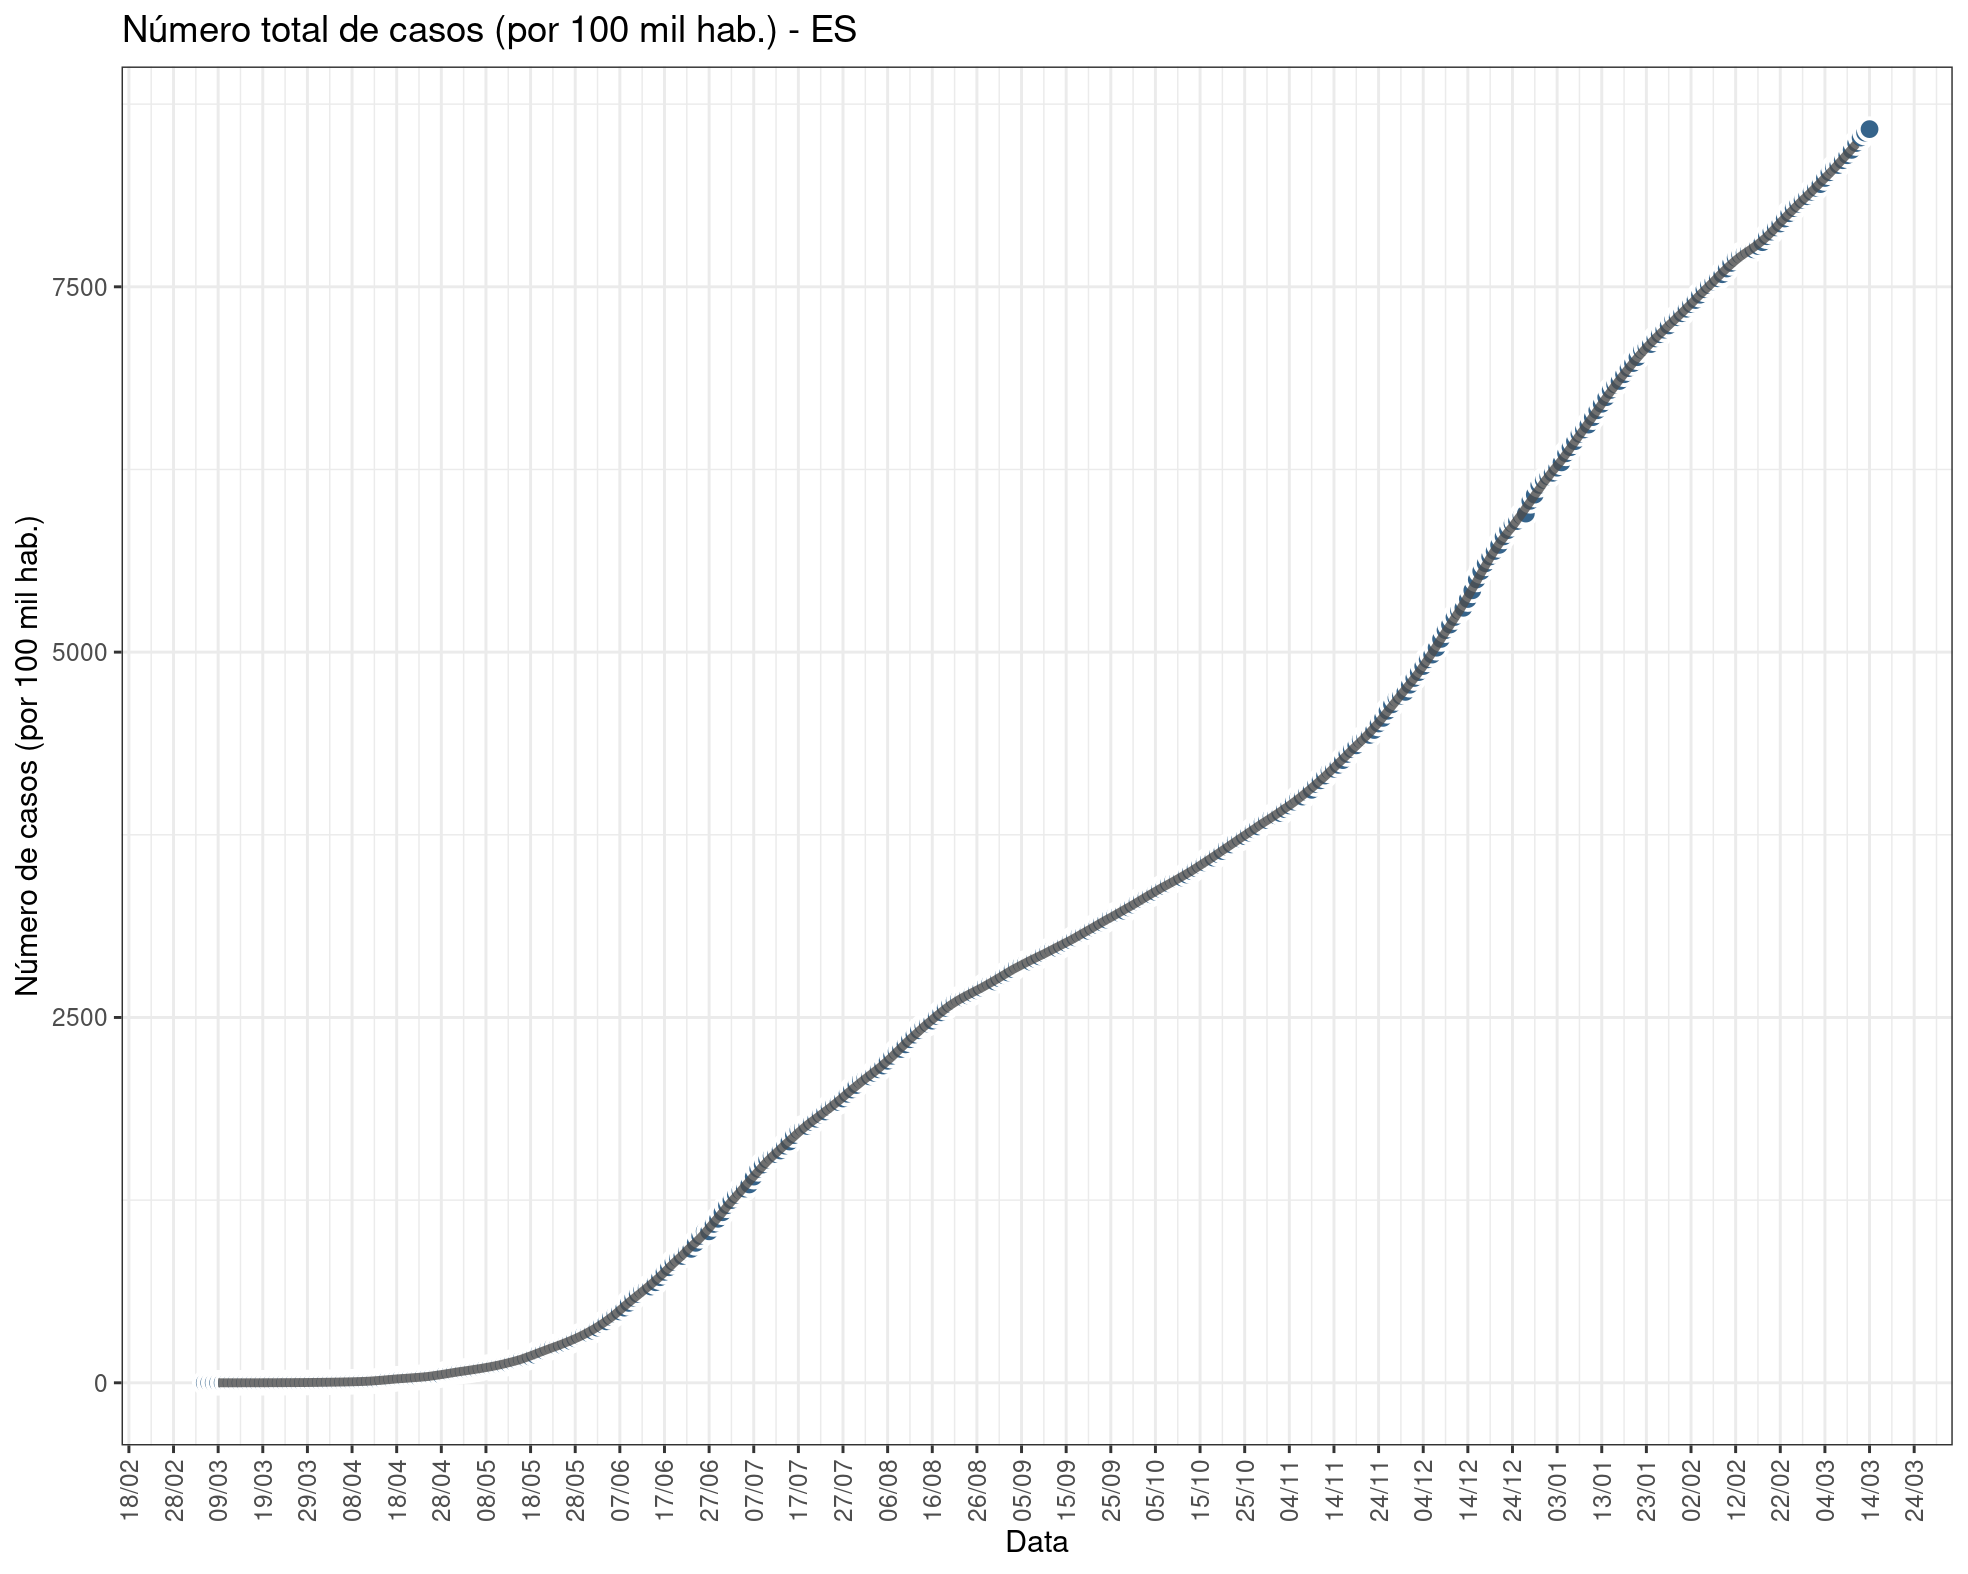 Número total de casos (por 100 mil hab.) - ES
Número de casos (por 100 mil hab.)
7500
5000
2500
0
18/02 28/02 09/03 19/03 29/03 08/04 18/04 28/04 08/05 18/05 28/05 07/06 17/06 27/06 07/07 17/07 27/07 06/08 16/08 26/08 05/09 15/09 25/09 05/10 15/10 25/10 04/11 14/11 24/11 04/12 14/12 24/12 03/01 13/01 23/01 02/02 12/02 22/02 04/03 14/03 24/03
Data